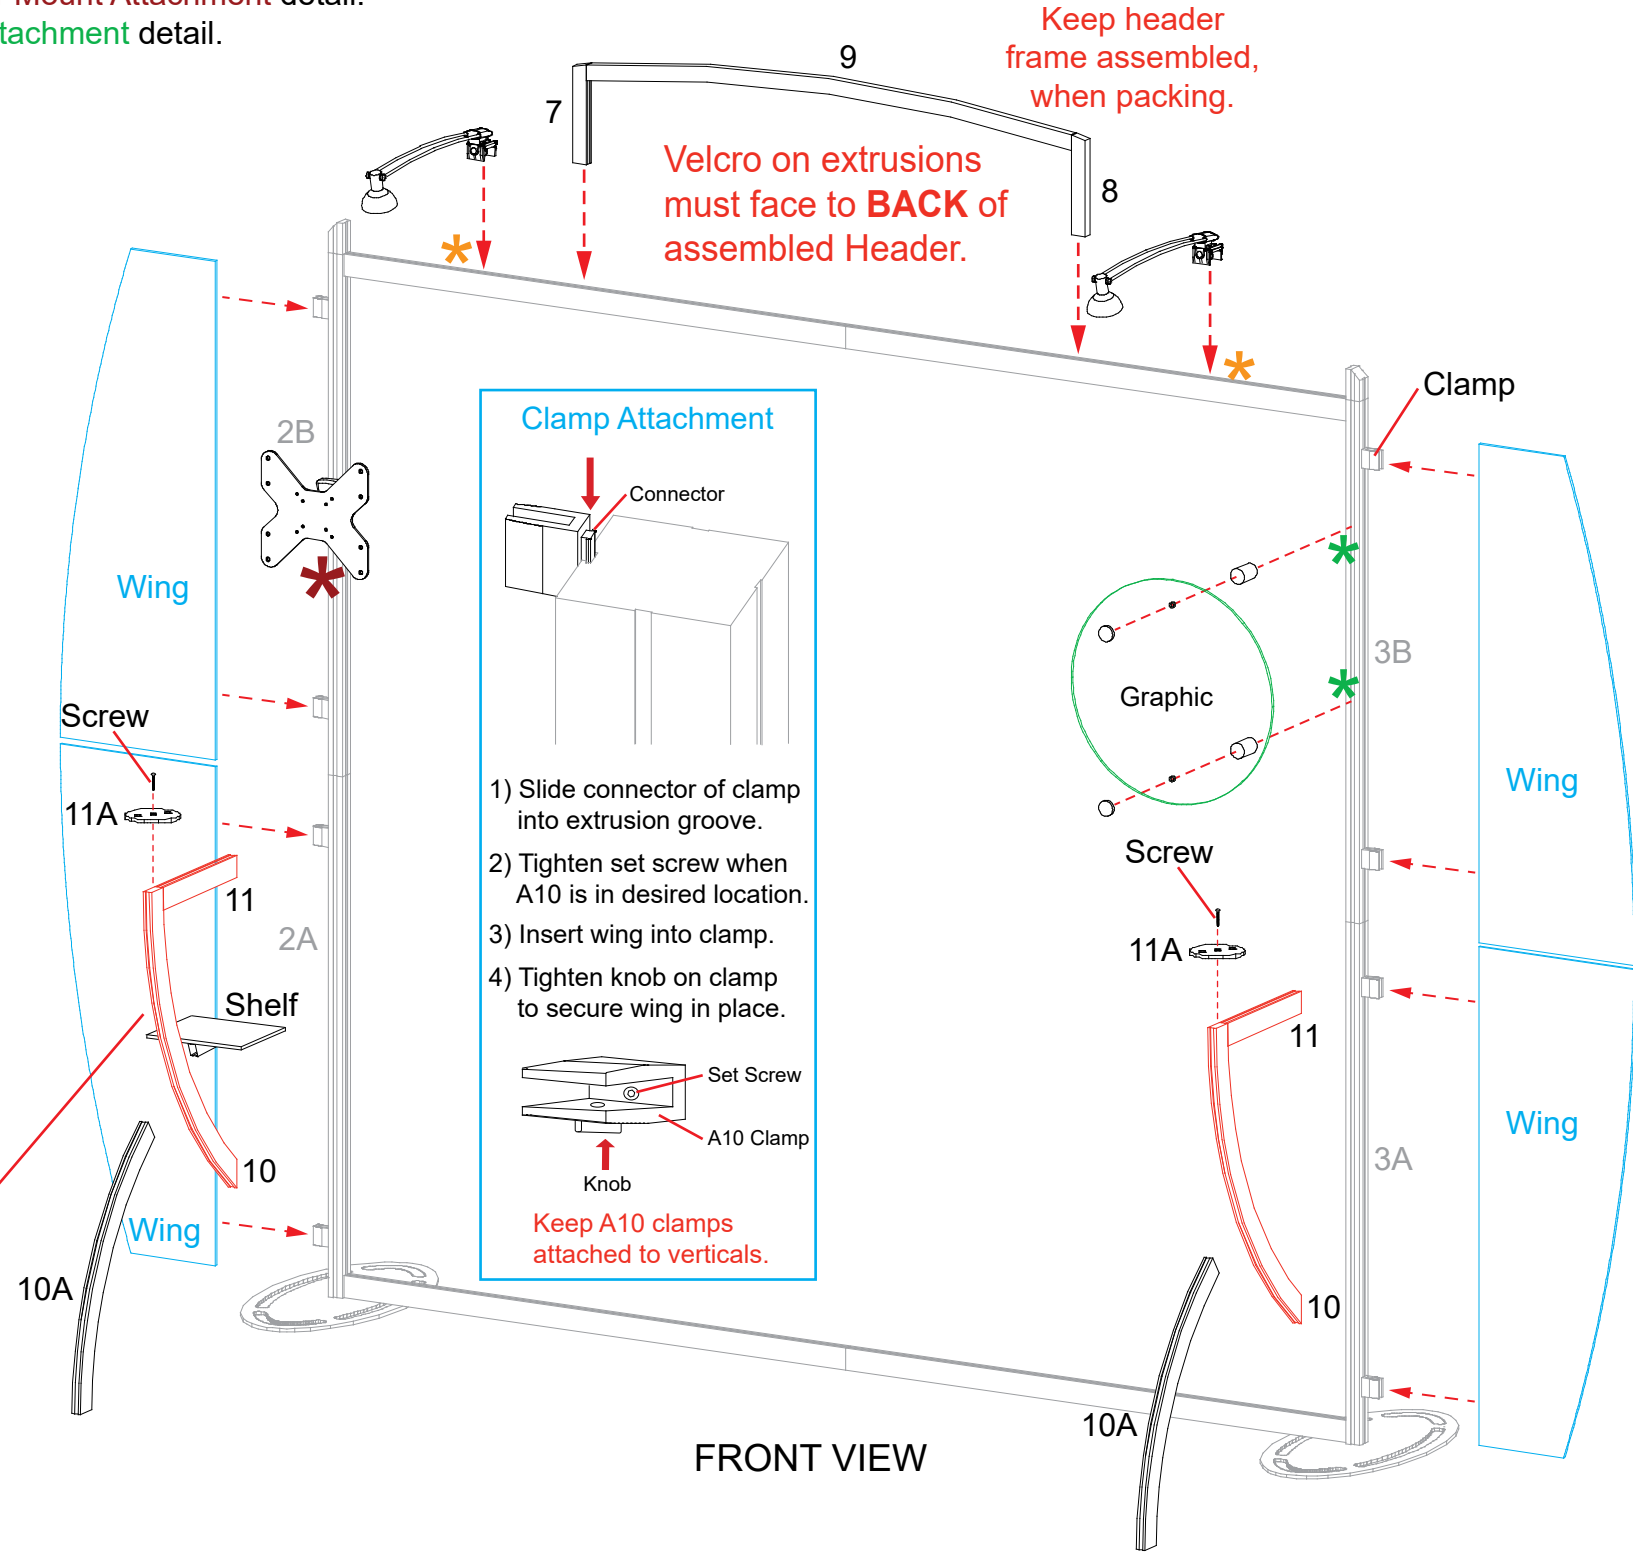 Mount Attachment detail.
tachment detail.
Keep header
frame assembled,
when packing.
9
7
8
Velcro on extrusions
must face to BACK of
assembled Header.
*
*
Clamp
2B
Wing
*
Clamp Attachment
Connector
1) Slide connector of clamp
into extrusion groove.
2) Tighten set screw when
A10 is in desired location.
3) Insert wing into clamp.
4) Tighten knob on clamp
to secure wing in place.
Set Screw
A10 Clamp
Knob
Keep A10 clamps
attached to verticals.
*
*
Graphic
3B
Wing
Screw
11A
11
2A
Shelf
10
Wing
10A
Screw
11A
11
10
10A
3A
Wing
FRONT VIEW